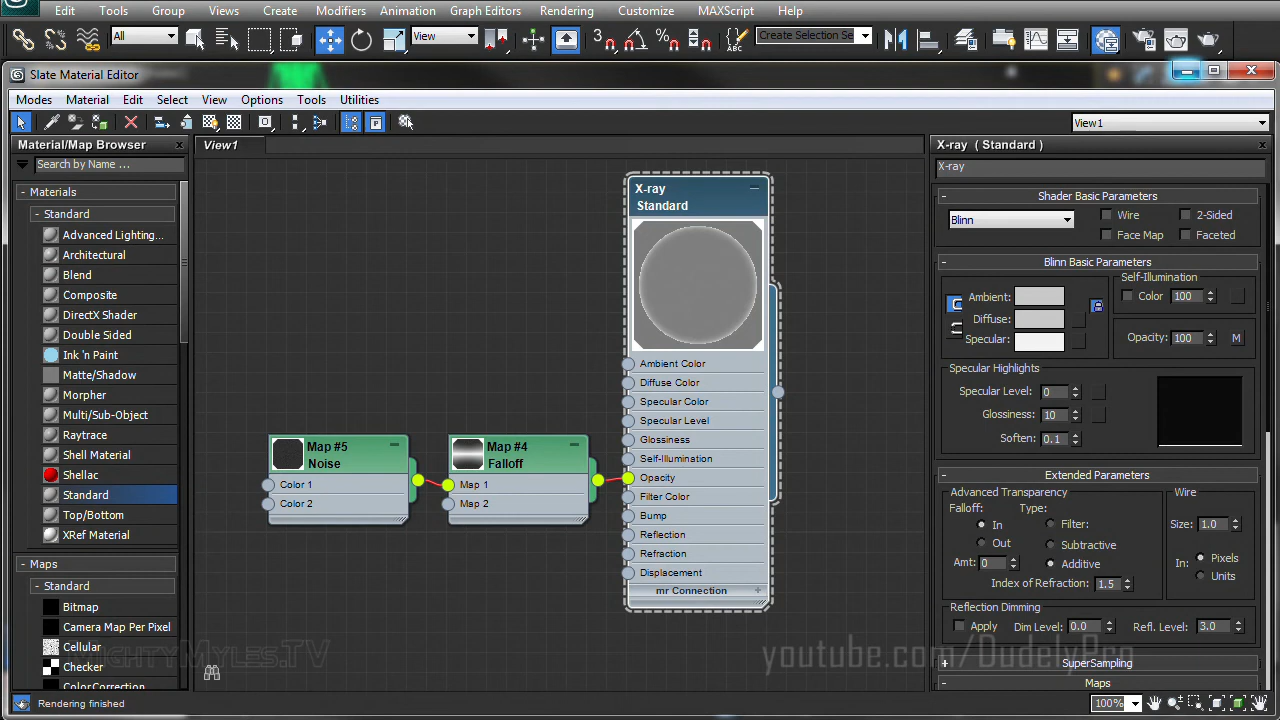 Edit Tools Group Views Create Modifiers Animation Graph Editors Rendering Customize MAXScript Help
All View 3 Create Selection Se
Slate Material Editor
Modes Material Edit Select View Options Tools Utilities
View1
Material/Map Browser
Search by Name ...
- Materials
- Standard
Advanced Lighting...
Architectural
Blend
Composite
DirectX Shader
Double Sided
Ink 'n Paint
Matte/Shadow
Morpher
Multi/Sub-Object
Raytrace
Shell Material
Shellac
Standard
Top/Bottom
XRef Material
- Maps
- Standard
Bitmap
Camera Map Per Pixel
Cellular
Checker
ColorCorrection
Rendering finished
View1
Map #5
Noise
Color 1
Color 2
Map #4
Falloff
Map 1
Map 2
X-ray
Standard
Ambient Color
Diffuse Color
Specular Color
Specular Level
Glossiness
Self-Illumination
Opacity
Filter Color
Bump
Reflection
Refraction
Displacement
mr Connection +
MightyMyles.TV
youtube.com/DudelyPro
X-ray ( Standard )
X-ray
- Shader Basic Parameters
Blinn
Wire 2-Sided
Face Map Faceted
- Blinn Basic Parameters
Self-Illumination
Ambient:
Color 100
Diffuse:
Specular:
Opacity: 100 M
Specular Highlights
Specular Level: 0
Glossiness: 10
Soften: 0.1
- Extended Parameters
Advanced Transparency
Wire
Falloff: Type:
In Filter:
Size: 1.0
Out Subtractive
In: Pixels
Amt: 0 Additive
Units
Index of Refraction: 1.5
Reflection Dimming
Apply Dim Level: 0.0 Refl. Level: 3.0
+ SuperSampling
- Maps
100%